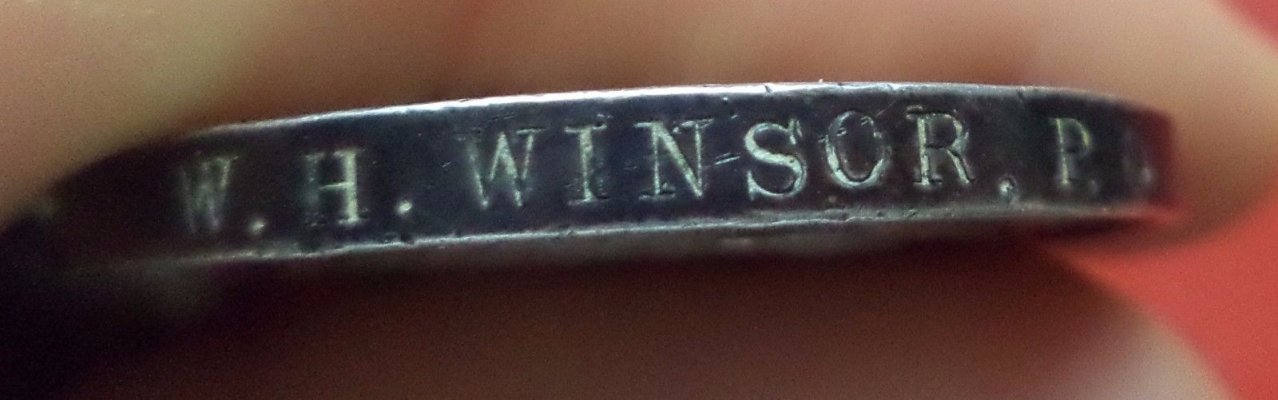 W. H. WINSOR, P.